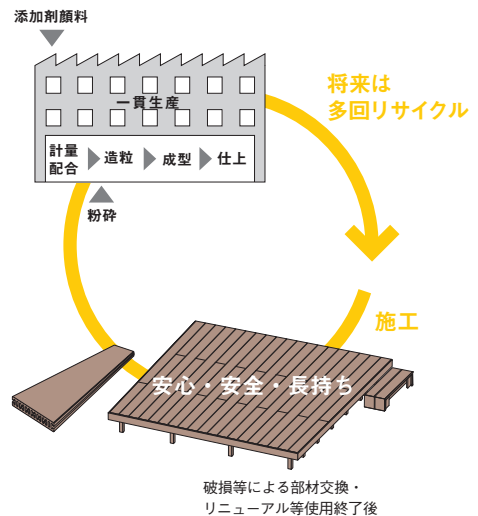 添加剤顔料
一貫生産
計量
配合
造粒
成型
仕上
粉砕
将来は
多回リサイクル
施工
安心・安全・長持ち
破損等による部材交換・
リニューアル等使用終了後